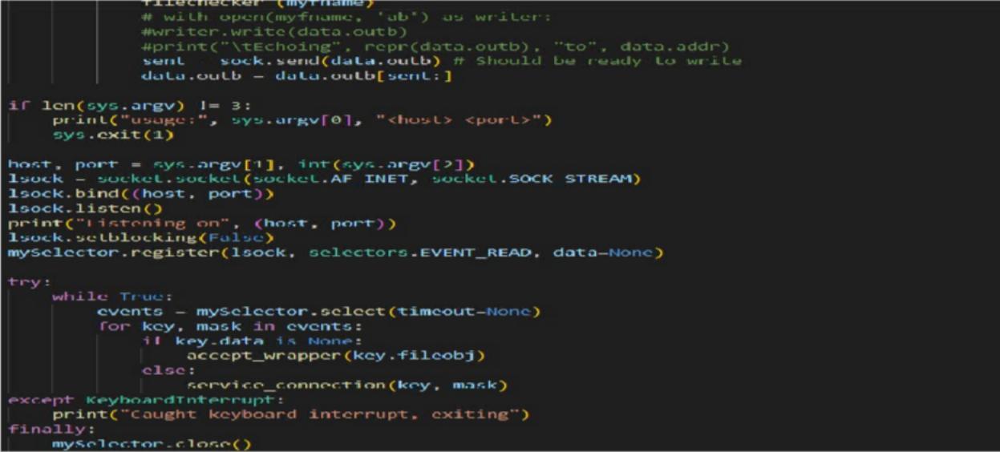 filechecker (myfname)
# with open(myfname, 'ab') as writer:
#writer.write(data.outb)
#print("\tEchoing", repr(data.outb), "to", data.addr)
sent = sock.send(data.outb) # Should be ready to write
data.outb = data.outb[sent:]
if len(sys.argv) != 3:
print("usage:", sys.argv[0], "<host> <port>")
sys.exit(1)
host, port = sys.argv[1], int(sys.argv[2])
lsock = socket.socket(socket.AF_INET, socket.SOCK_STREAM)
lsock.bind((host, port))
lsock.listen()
print("Listening on", (host, port))
lsock.setblocking(False)
mySelector.register(lsock, selectors.EVENT_READ, data=None)
try:
while True:
events = mySelector.select(timeout=None)
for key, mask in events:
if key.data is None:
accept_wrapper(key.fileobj)
else:
service_connection(key, mask)
except KeyboardInterrupt:
print("Caught keyboard interrupt, exiting")
finally:
mySelector.close()